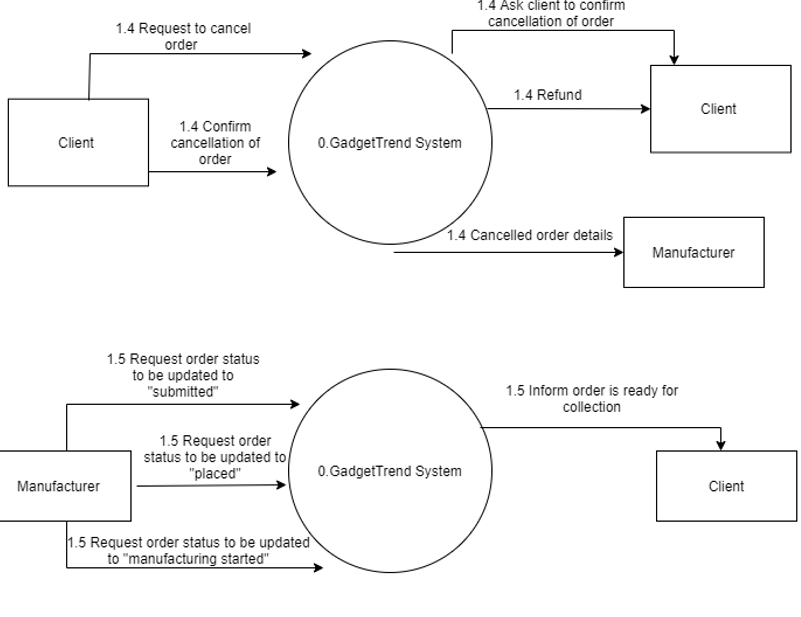 1.4 Ask client to confirm
cancellation of order
1.4 Request to cancel
order
1.4 Refund
Client
1.4 Confirm
cancellation of
order
Client
0.GadgetTrend System
1.4 Cancelled order details
Manufacturer
1.5 Request order status
to be updated to
"submitted"
1.5 Inform order is ready for
collection
1.5 Request order
status to be updated to
"placed"
0.GadgetTrend System
Manufacturer
Client
1.5 Request order status to be updated
to "manufacturing started"